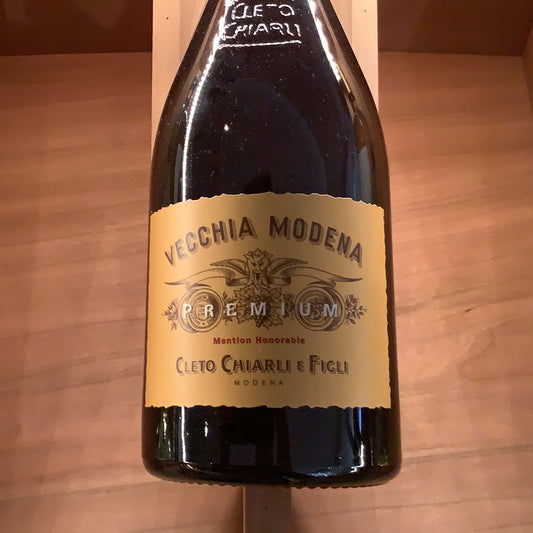 CLETO
CHIARLI
VECCHIA MODENA
PREMIUM
Mention Honorable
CLETO CHIARLI E FIGLI
MODENA